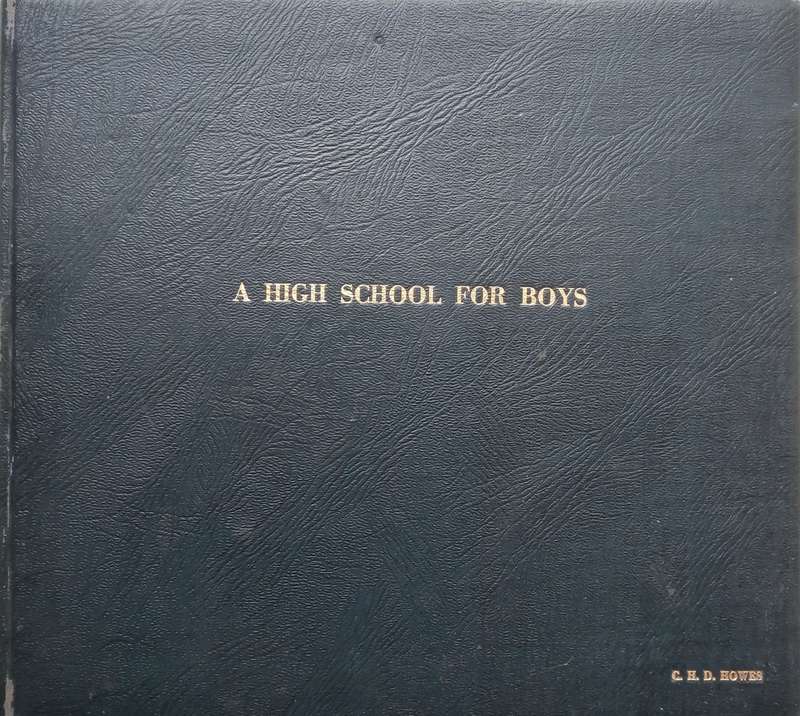 A HIGH SCHOOL FOR BOYS
C. H. D. HOWES